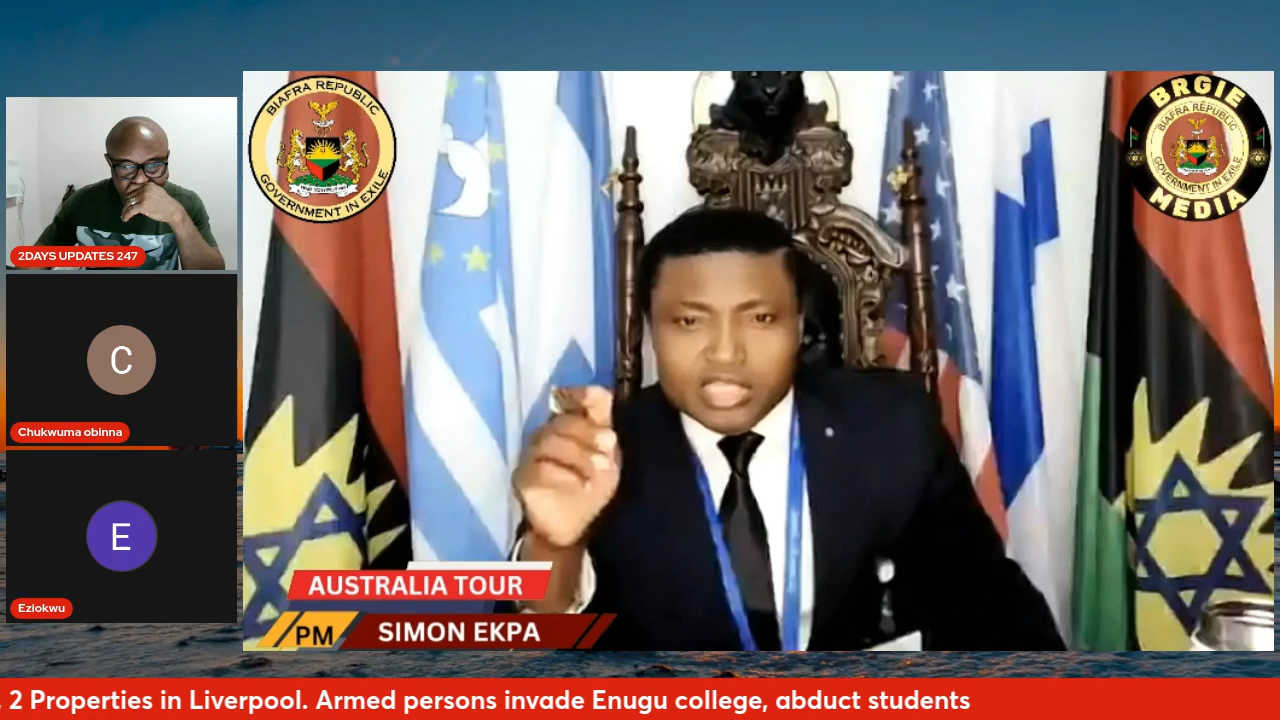 BIAFRA REPUBLIC
GOVERNMENT IN EXILE
BRGIE
BIAFRA REPUBLIC
GOVERNMENT IN EXILE
MEDIA
2DAYS UPDATES 247
C
Chukwuma obinna
E
Eziokwu
AUSTRALIA TOUR
PM SIMON EKPA
2 Properties in Liverpool. Armed persons invade Enugu college, abduct students